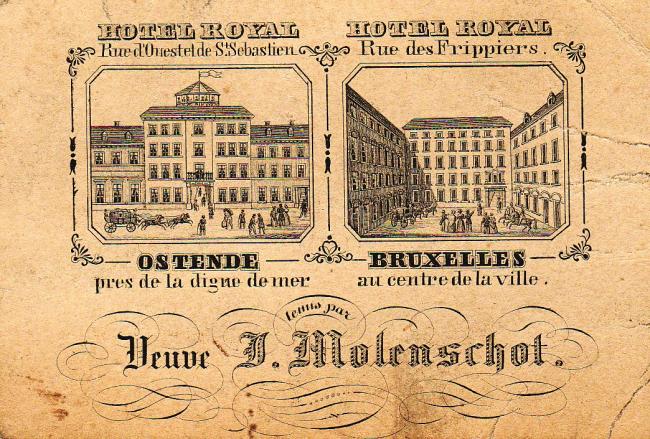 HOTEL ROYAL
Rue d'Ouest et de St Sebastien
OSTENDE
pres de la digue de mer
HOTEL ROYAL
Rue des Frippiers.
BRUXELLES
au centre de la ville.
tenus par
Veuve J. Molenschot.